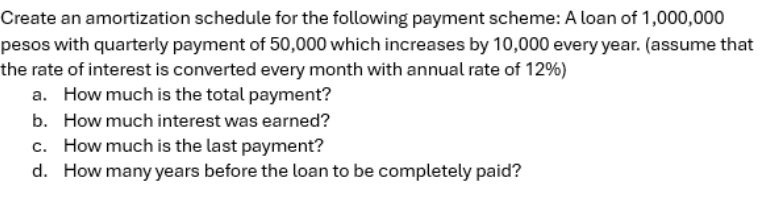 Create an amortization schedule for the following payment scheme: A loan of 1,000,000
pesos with quarterly payment of 50,000 which increases by 10,000 every year. (assume that
the rate of interest is converted every month with annual rate of 12%)
a. How much is the total payment?
b. How much interest was earned?
c. How much is the last payment?
d. How many years before the loan to be completely paid?